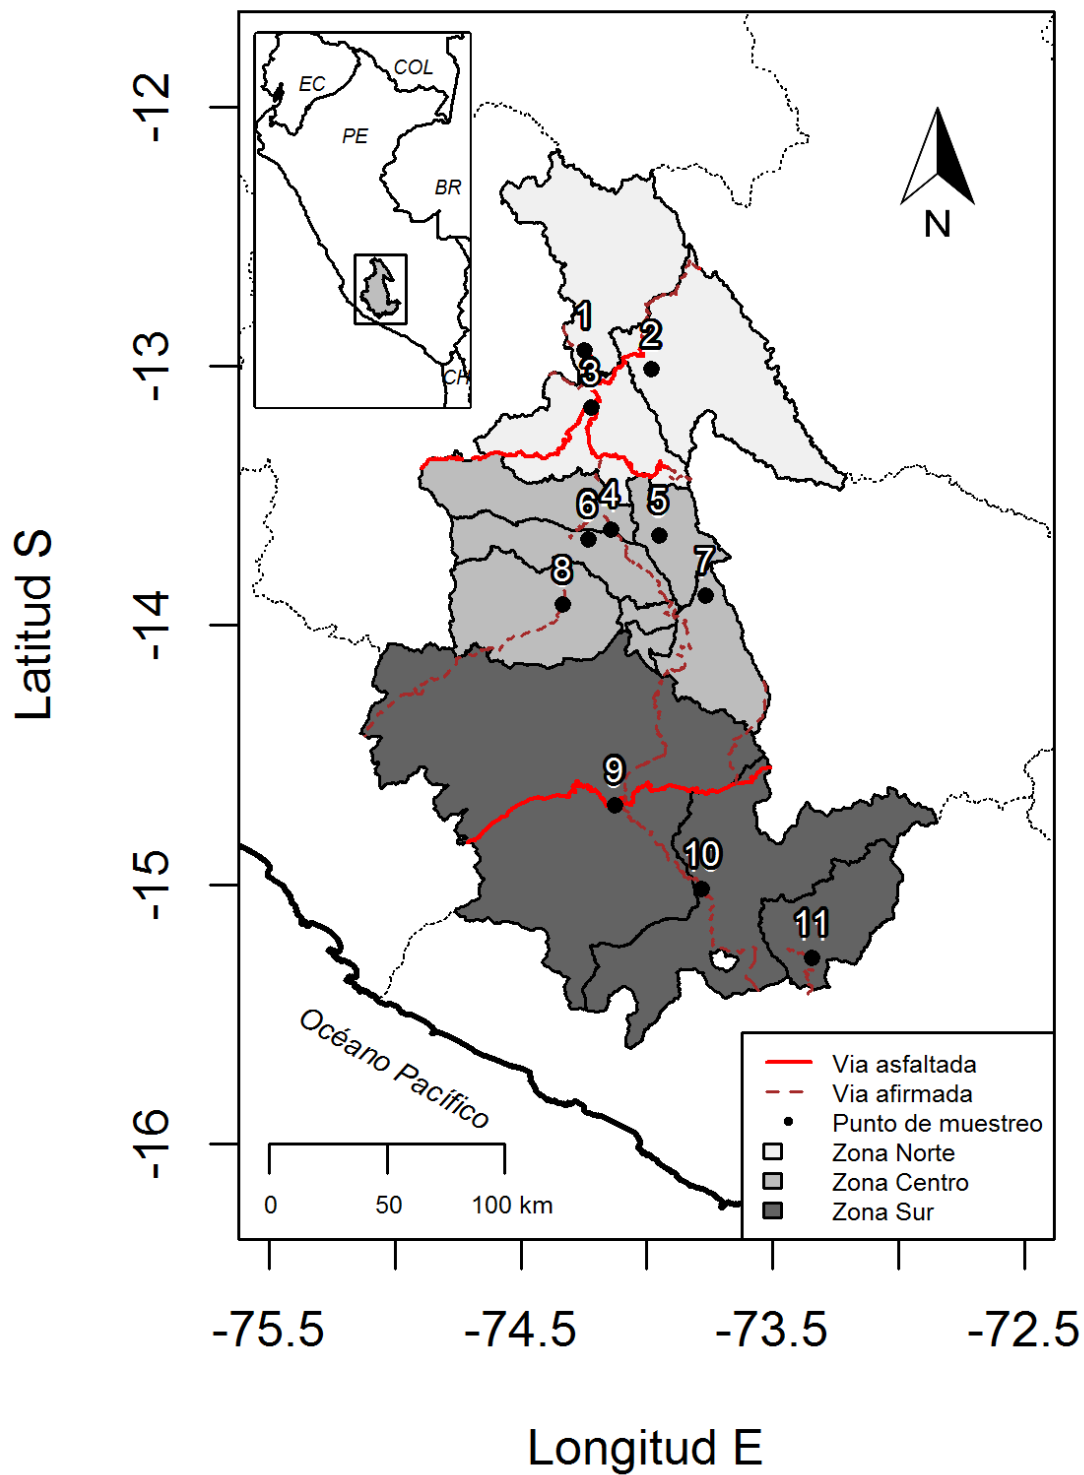 COL
EC
PE
BR
CH
N
1
2
3
4
5
6
7
8
9
10
11
Océano Pacífico
0 50 100 km
Via asfaltada
Via afirmada
Punto de muestreo
Zona Norte
Zona Centro
Zona Sur
-12
-13
-14
-15
-16
Latitud S
-75.5 -74.5 -73.5 -72.5
Longitud E